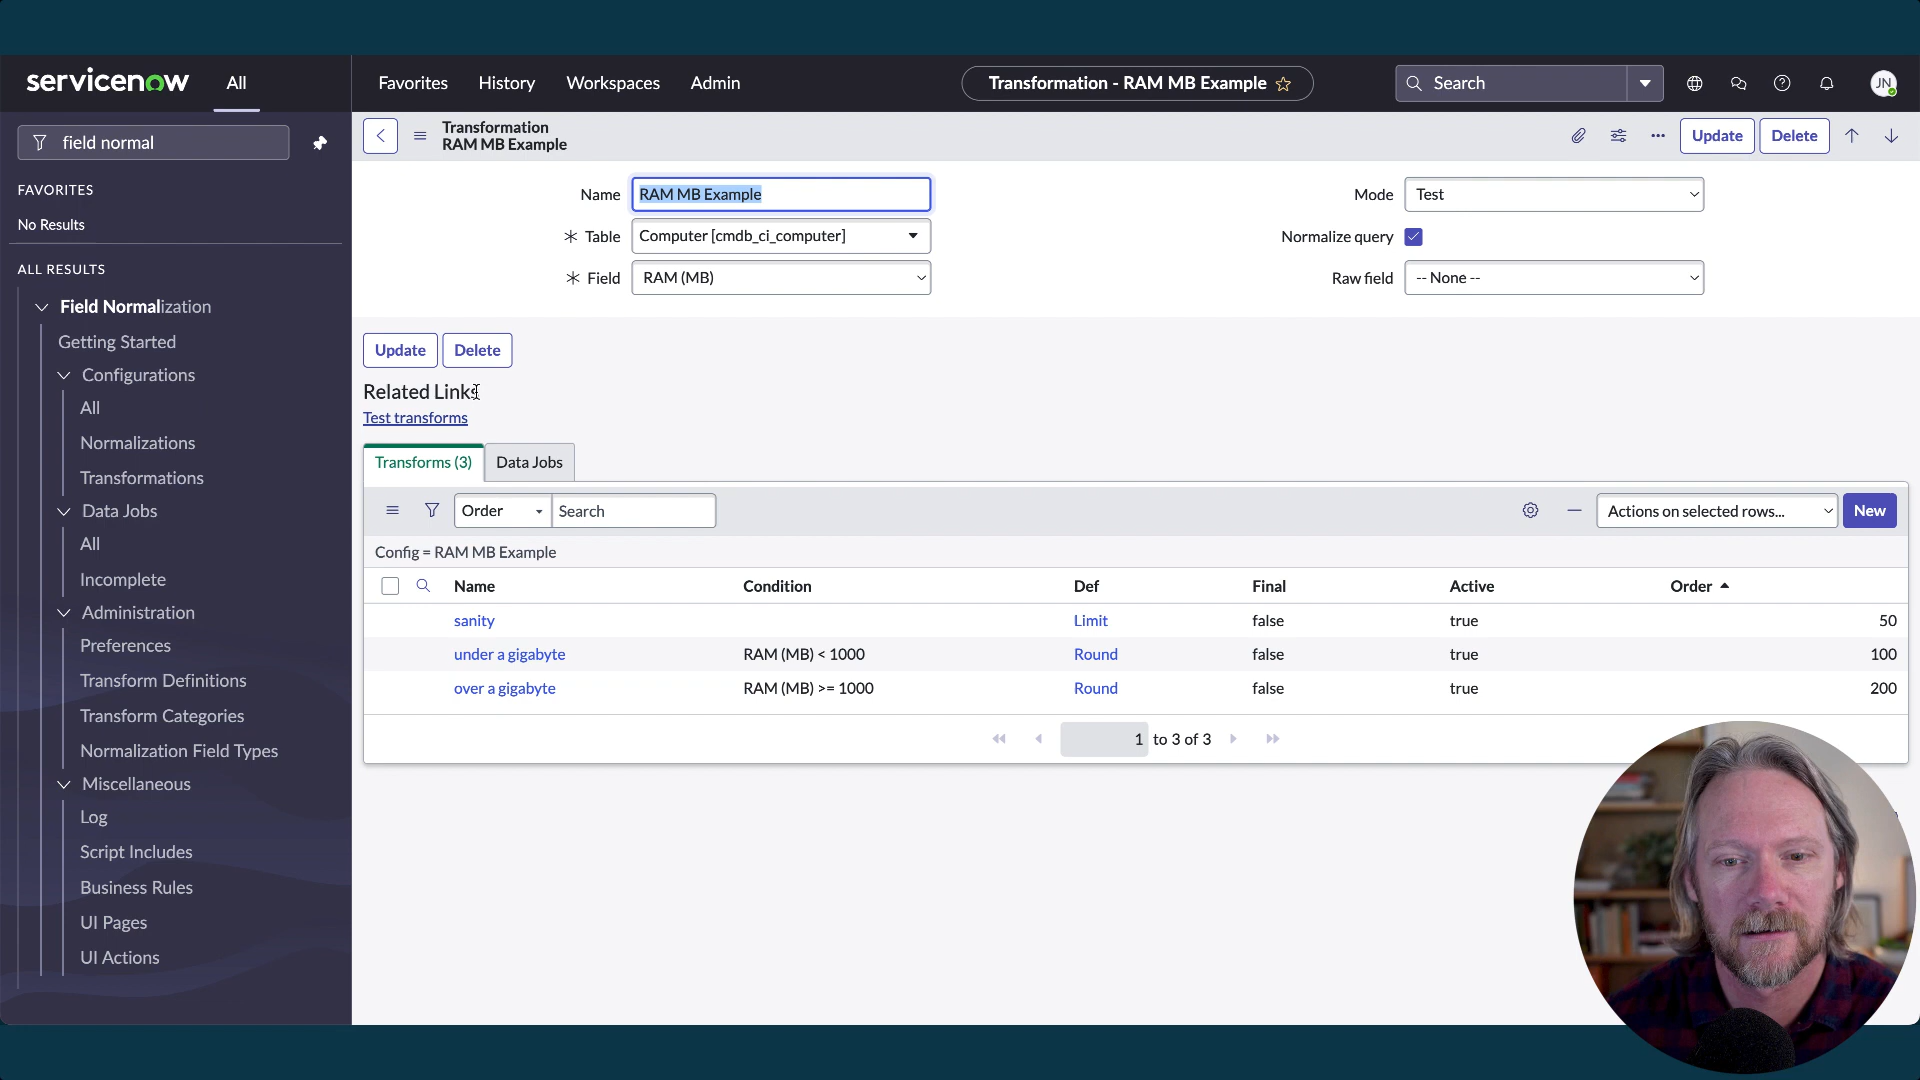 servicenow
All
Favorites
History
Workspaces
Admin
Transformation - RAM MB Example
Search
JN
field normal
FAVORITES
No Results
ALL RESULTS
Field Normalization
Getting Started
Configurations
All
Normalizations
Transformations
Data Jobs
All
Incomplete
Administration
Preferences
Transform Definitions
Transform Categories
Normalization Field Types
Miscellaneous
Log
Script Includes
Business Rules
UI Pages
UI Actions
Transformation
RAM MB Example
Update
Delete
Name
RAM MB Example
Mode
Test
Table
Computer [cmdb_ci_computer]
Normalize query
Field
RAM (MB)
Raw field
-- None --
Update
Delete
Related Links
Test transforms
Transforms (3)
Data Jobs
Order
Search
Actions on selected rows...
New
Config = RAM MB Example
Name Condition Def Final Active Order
sanity Limit false true 50
under a gigabyte RAM (MB) < 1000 Round false true 100
over a gigabyte RAM (MB) >= 1000 Round false true 200
1 to 3 of 3